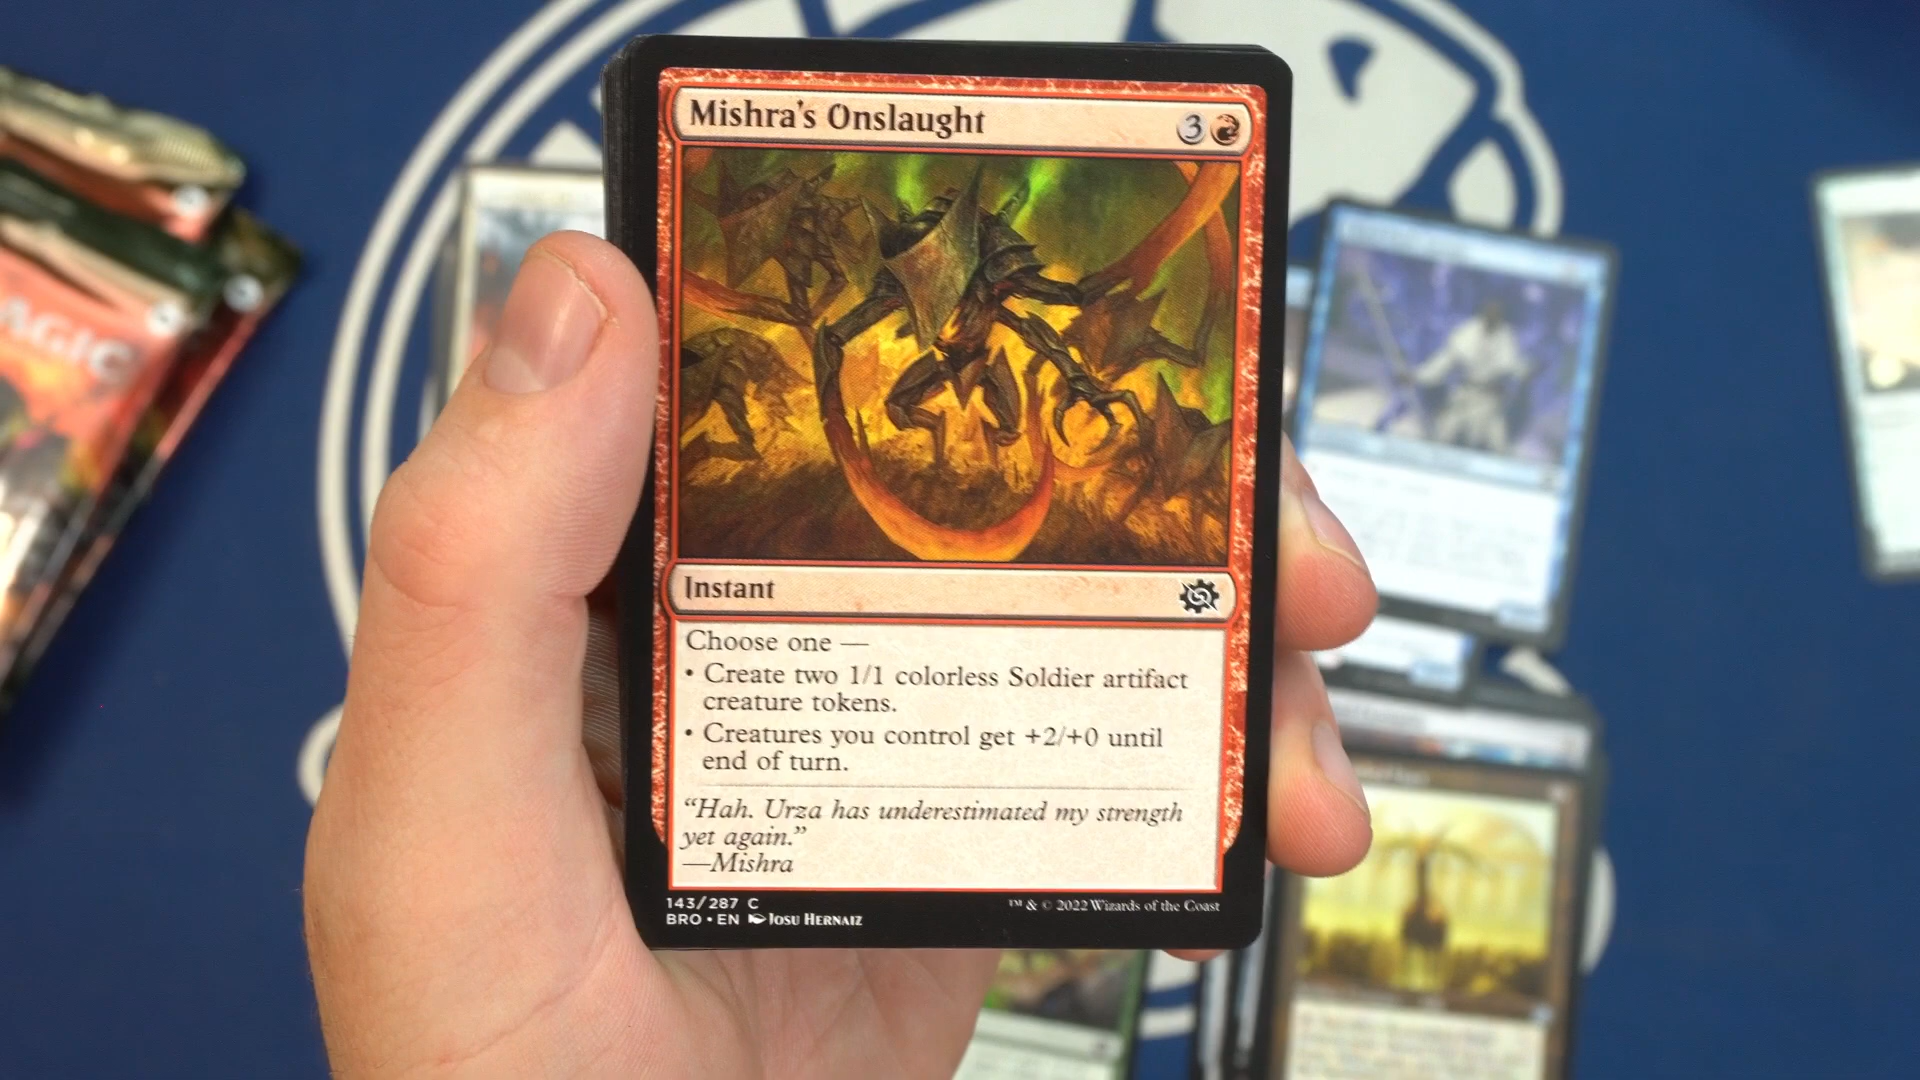 Mishra's Onslaught 3
Instant
Choose one —
• Create two 1/1 colorless Soldier artifact
creature tokens.
• Creatures you control get +2/+0 until
end of turn.
“Hah. Urza has underestimated my strength
yet again.”
—Mishra
143/287 C
BRO • EN Josu Hernaiz
™ & © 2022 Wizards of the Coast
AGIC